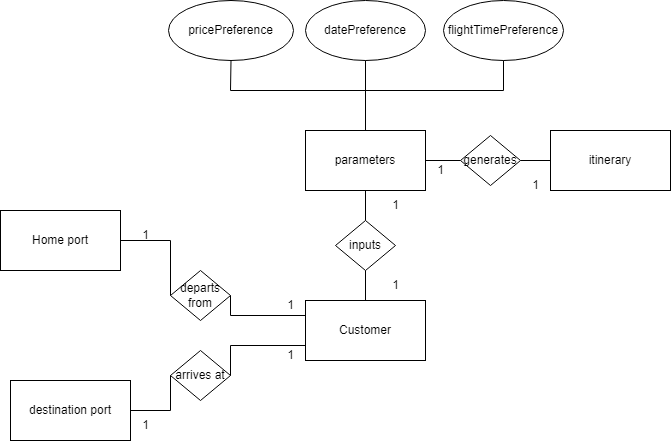 pricePreference
datePreference
flightTimePreference
parameters
generates
itinerary
1
1
1
Home port
1
inputs
departs
from
1
1
Customer
1
arrives at
destination port
1